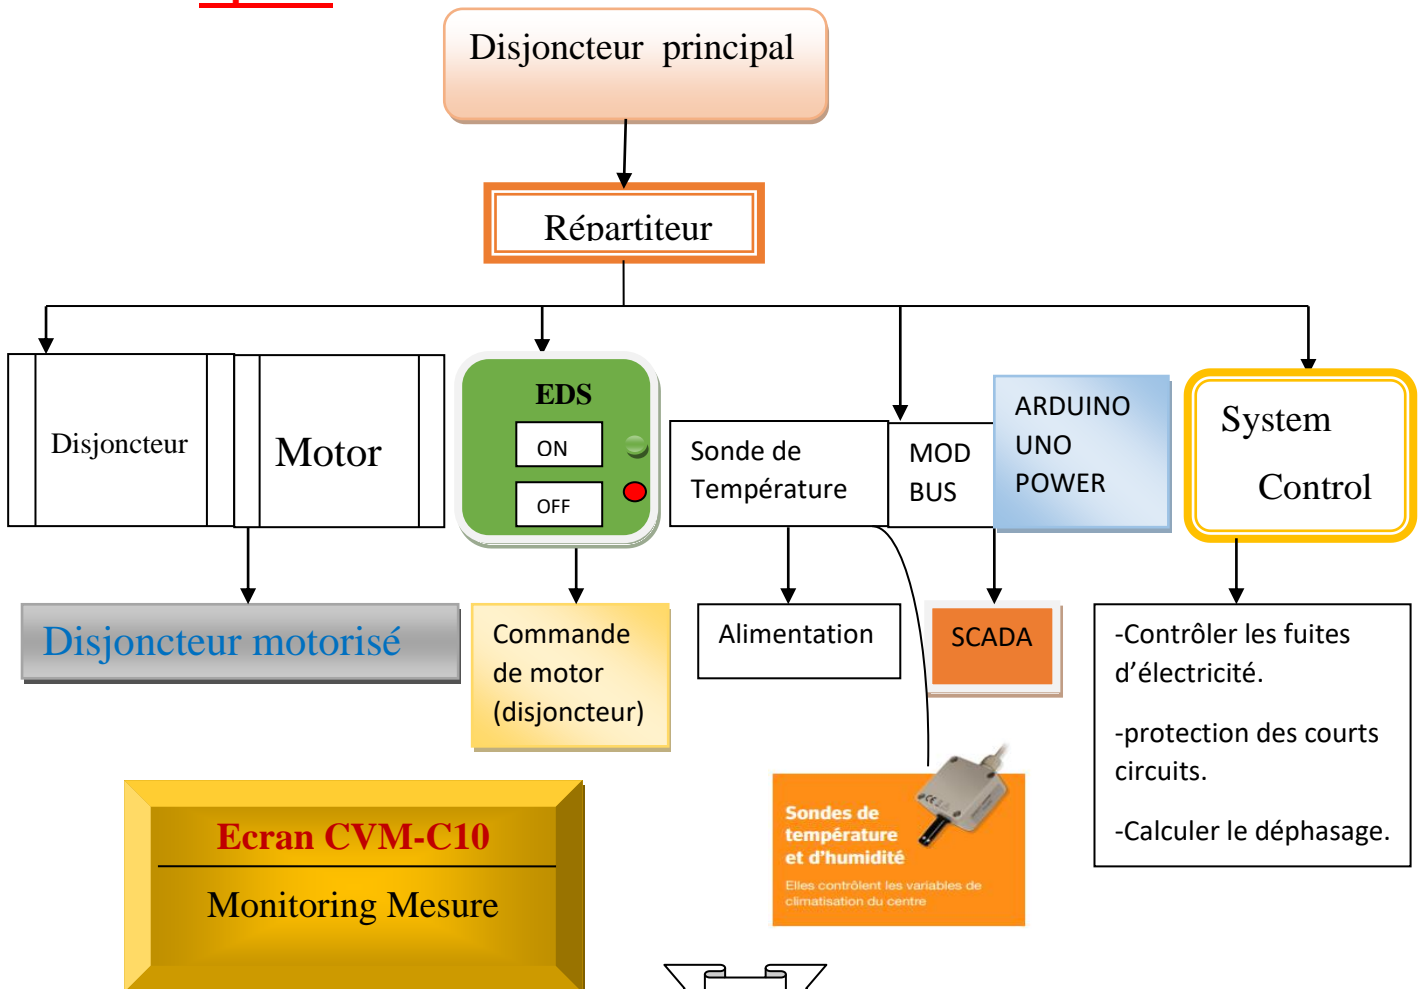 Disjoncteur principal
Répartiteur
Disjoncteur
Motor
EDS
ON
OFF
Sonde de
Température
MOD
BUS
ARDUINO
UNO
POWER
System
Control
Disjoncteur motorisé
Commande
de motor
(disjoncteur)
Alimentation
SCADA
-Contrôler les fuites
d’électricité.
-protection des courts
circuits.
-Calculer le déphasage.
Ecran CVM-C10
Monitoring Mesure
Sondes de
température
et d'humidité
Elles contrôlent les variables de
climatisation du centre